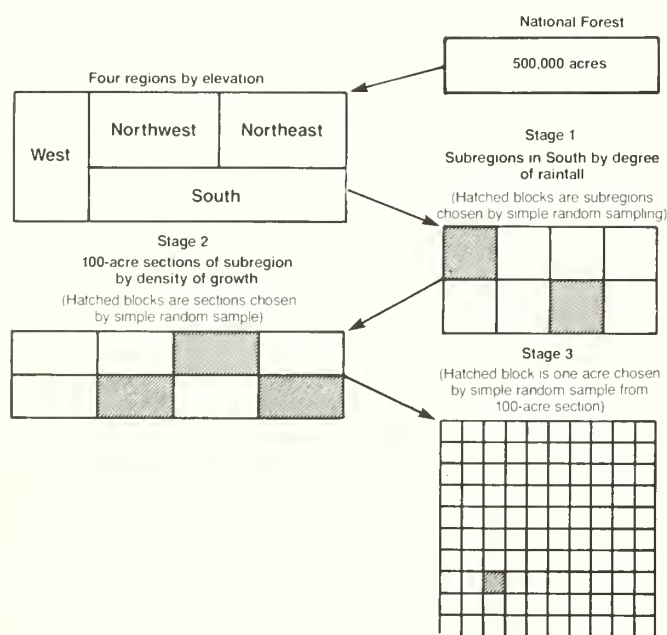 National Forest
500,000 acres
Four regions by elevation
West
Northwest
Northeast
South
Stage 1
Subregions in South by degree
of rainfall
(Hatched blocks are subregions
chosen by simple random sampling)
Stage 2
100-acre sections of subregion
by density of growth
(Hatched blocks are sections chosen
by simple random sample)
Stage 3
(Hatched block is one acre chosen
by simple random sample from
100-acre section)